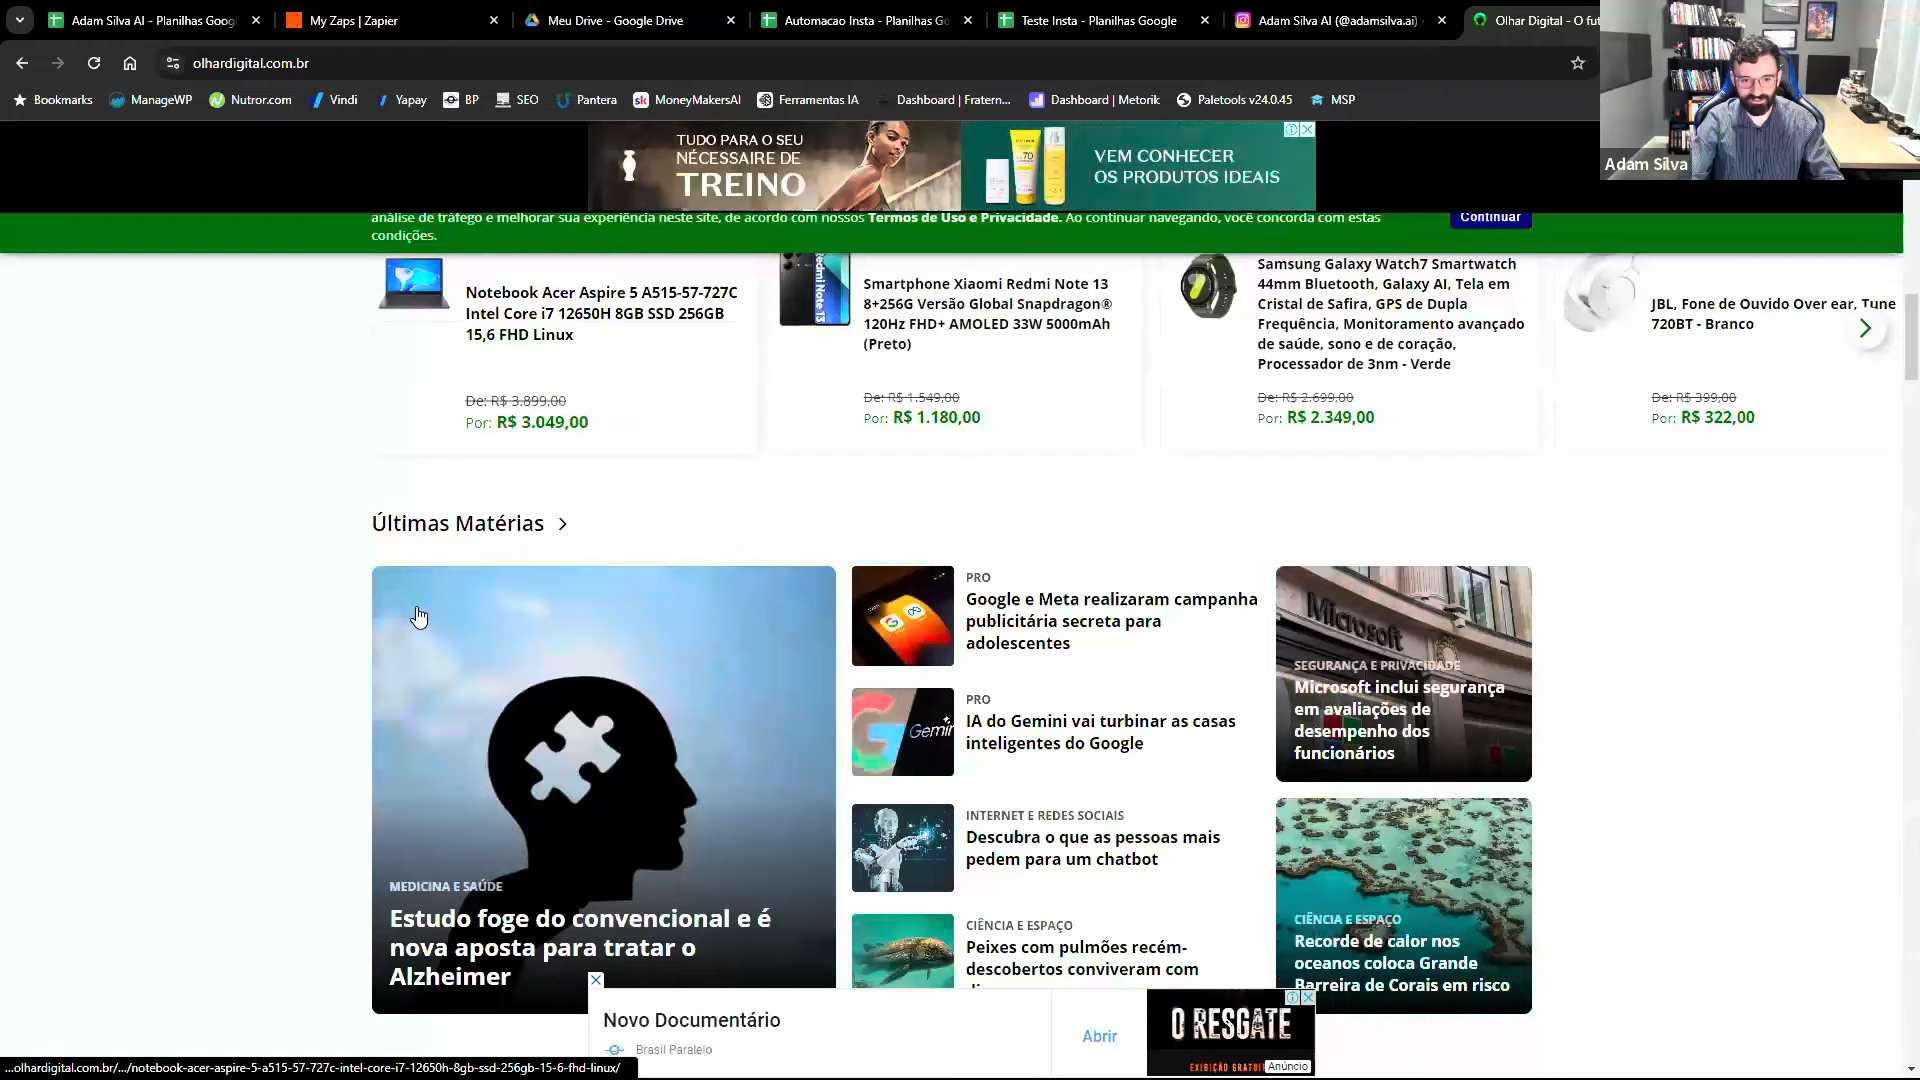 Adam Silva AI - Planilhas Googl
My Zaps | Zapier
Meu Drive - Google Drive
Automacao Insta - Planilhas Go
Teste Insta - Planilhas Google
Adam Silva AI (@adamsilva.ai)
Olhar Digital - O fut
olhardigital.com.br
Bookmarks
ManageWP
Nutror.com
Vindi
Yapay
BP
SEO
Pantera
sk MoneyMakersAI
Ferramentas IA
Dashboard | Fratern...
Dashboard | Metorik
Paletools v24.0.45
MSP
Adam Silva
TUDO PARA O SEU
NÉCESSAIRE DE
TREINO
70
VEM CONHECER
OS PRODUTOS IDEAIS
análise de tráfego e melhorar sua experiência neste site, de acordo com nossos Termos de Uso e Privacidade. Ao continuar navegando, você concorda com estas
condições.
Continuar
Notebook Acer Aspire 5 A515-57-727C
Intel Core i7 12650H 8GB SSD 256GB
15,6 FHD Linux
De: R$ 3.899,00
Por: R$ 3.049,00
Redmi Note 13
Smartphone Xiaomi Redmi Note 13
8+256G Versão Global Snapdragon®
120Hz FHD+ AMOLED 33W 5000mAh
(Preto)
De: R$ 1.549,00
Por: R$ 1.180,00
Samsung Galaxy Watch7 Smartwatch
44mm Bluetooth, Galaxy AI, Tela em
Cristal de Safira, GPS de Dupla
Frequência, Monitoramento avançado
de saúde, sono e de coração,
Processador de 3nm - Verde
De: R$ 2.699,00
Por: R$ 2.349,00
JBL, Fone de Ouvido Over ear, Tune
720BT - Branco
De: R$ 399,00
Por: R$ 322,00
Últimas Matérias
MEDICINA E SAÚDE
Estudo foge do convencional e é
nova aposta para tratar o
Alzheimer
PRO
Google e Meta realizaram campanha
publicitária secreta para
adolescentes
PRO
IA do Gemini vai turbinar as casas
inteligentes do Google
Gemin
INTERNET E REDES SOCIAIS
Descubra o que as pessoas mais
pedem para um chatbot
CIÊNCIA E ESPAÇO
Peixes com pulmões recém-
descobertos conviveram com
Microsoft
SEGURANÇA E PRIVACIDADE
Microsoft inclui segurança
em avaliações de
desempenho dos
funcionários
CIÊNCIA E ESPAÇO
Recorde de calor nos
oceanos coloca Grande
Barreira de Corais em risco
Novo Documentário
Brasil Paralelo
Abrir
O RESGATE
EXIBIÇÃO GRATUIT
Anúncio
...olhardigital.com.br/.../notebook-acer-aspire-5-a515-57-727c-intel-core-i7-12650h-8gb-ssd-256gb-15-6-fhd-linux/